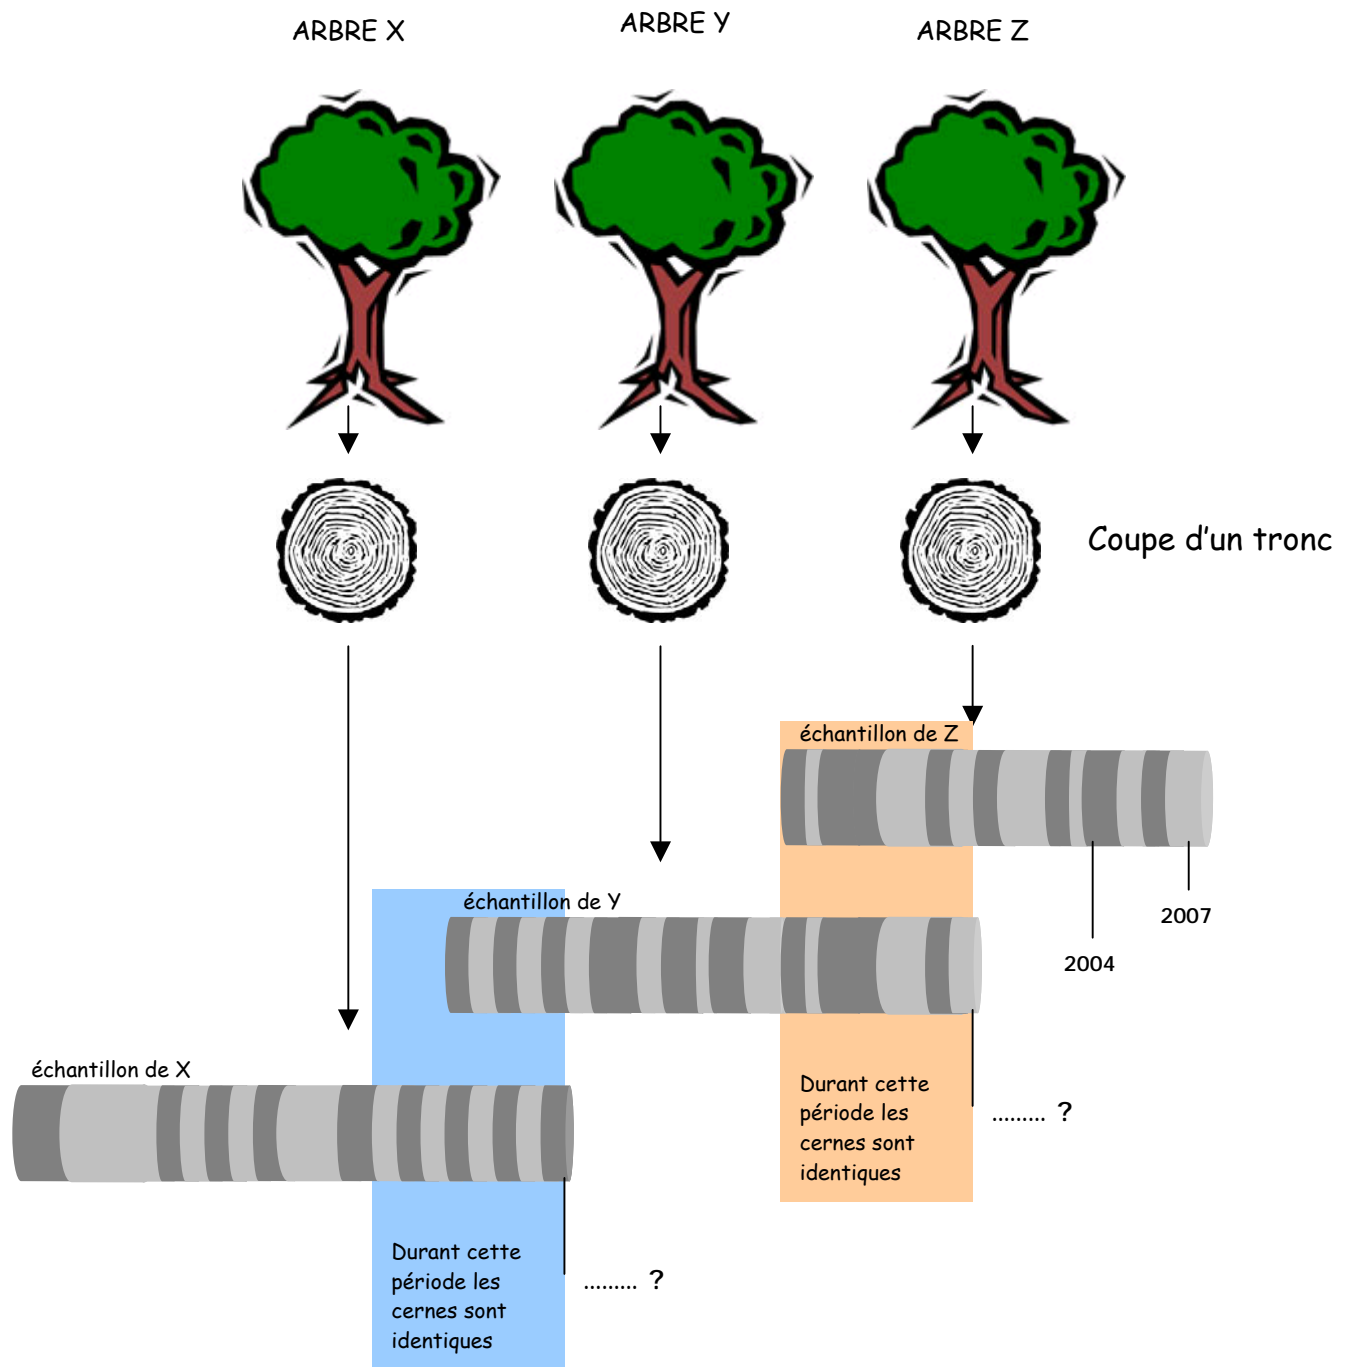 ARBRE X
ARBRE Y
ARBRE Z
Coupe d'un tronc
échantillon de Z
2007
2004
échantillon de Y
échantillon de X
Durant cette
période les
cernes sont
identiques
......... ?
Durant cette
période les
cernes sont
identiques
......... ?